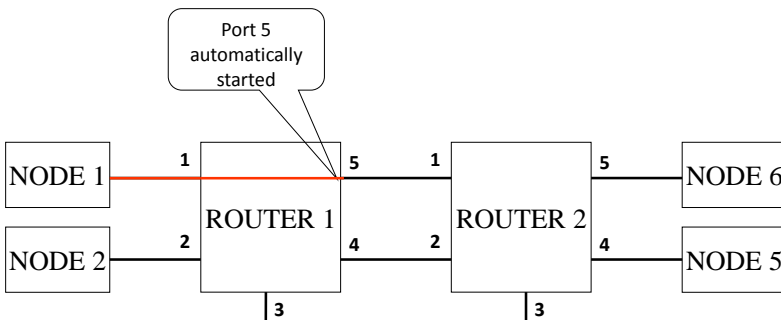 Port 5
automatically
started
1
5
1
5
NODE 1
NODE 6
ROUTER 1
ROUTER 2
2
4
2
4
NODE 2
NODE 5
3
3